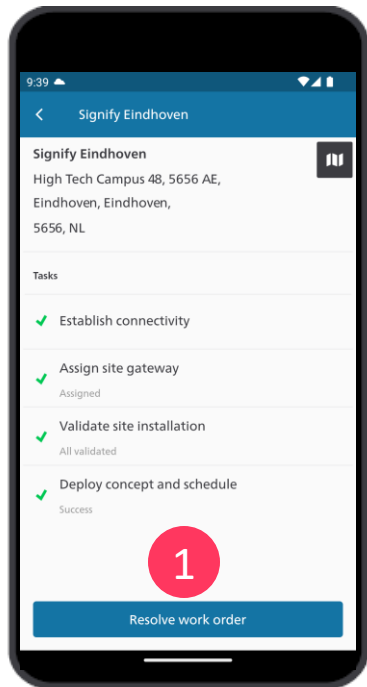 9:39
Signify Eindhoven
Signify Eindhoven
High Tech Campus 48, 5656 AE,
Eindhoven, Eindhoven,
5656, NL
Tasks
Establish connectivity
Assign site gateway
Assigned
Validate site installation
All validated
Deploy concept and schedule
Success
1
Resolve work order